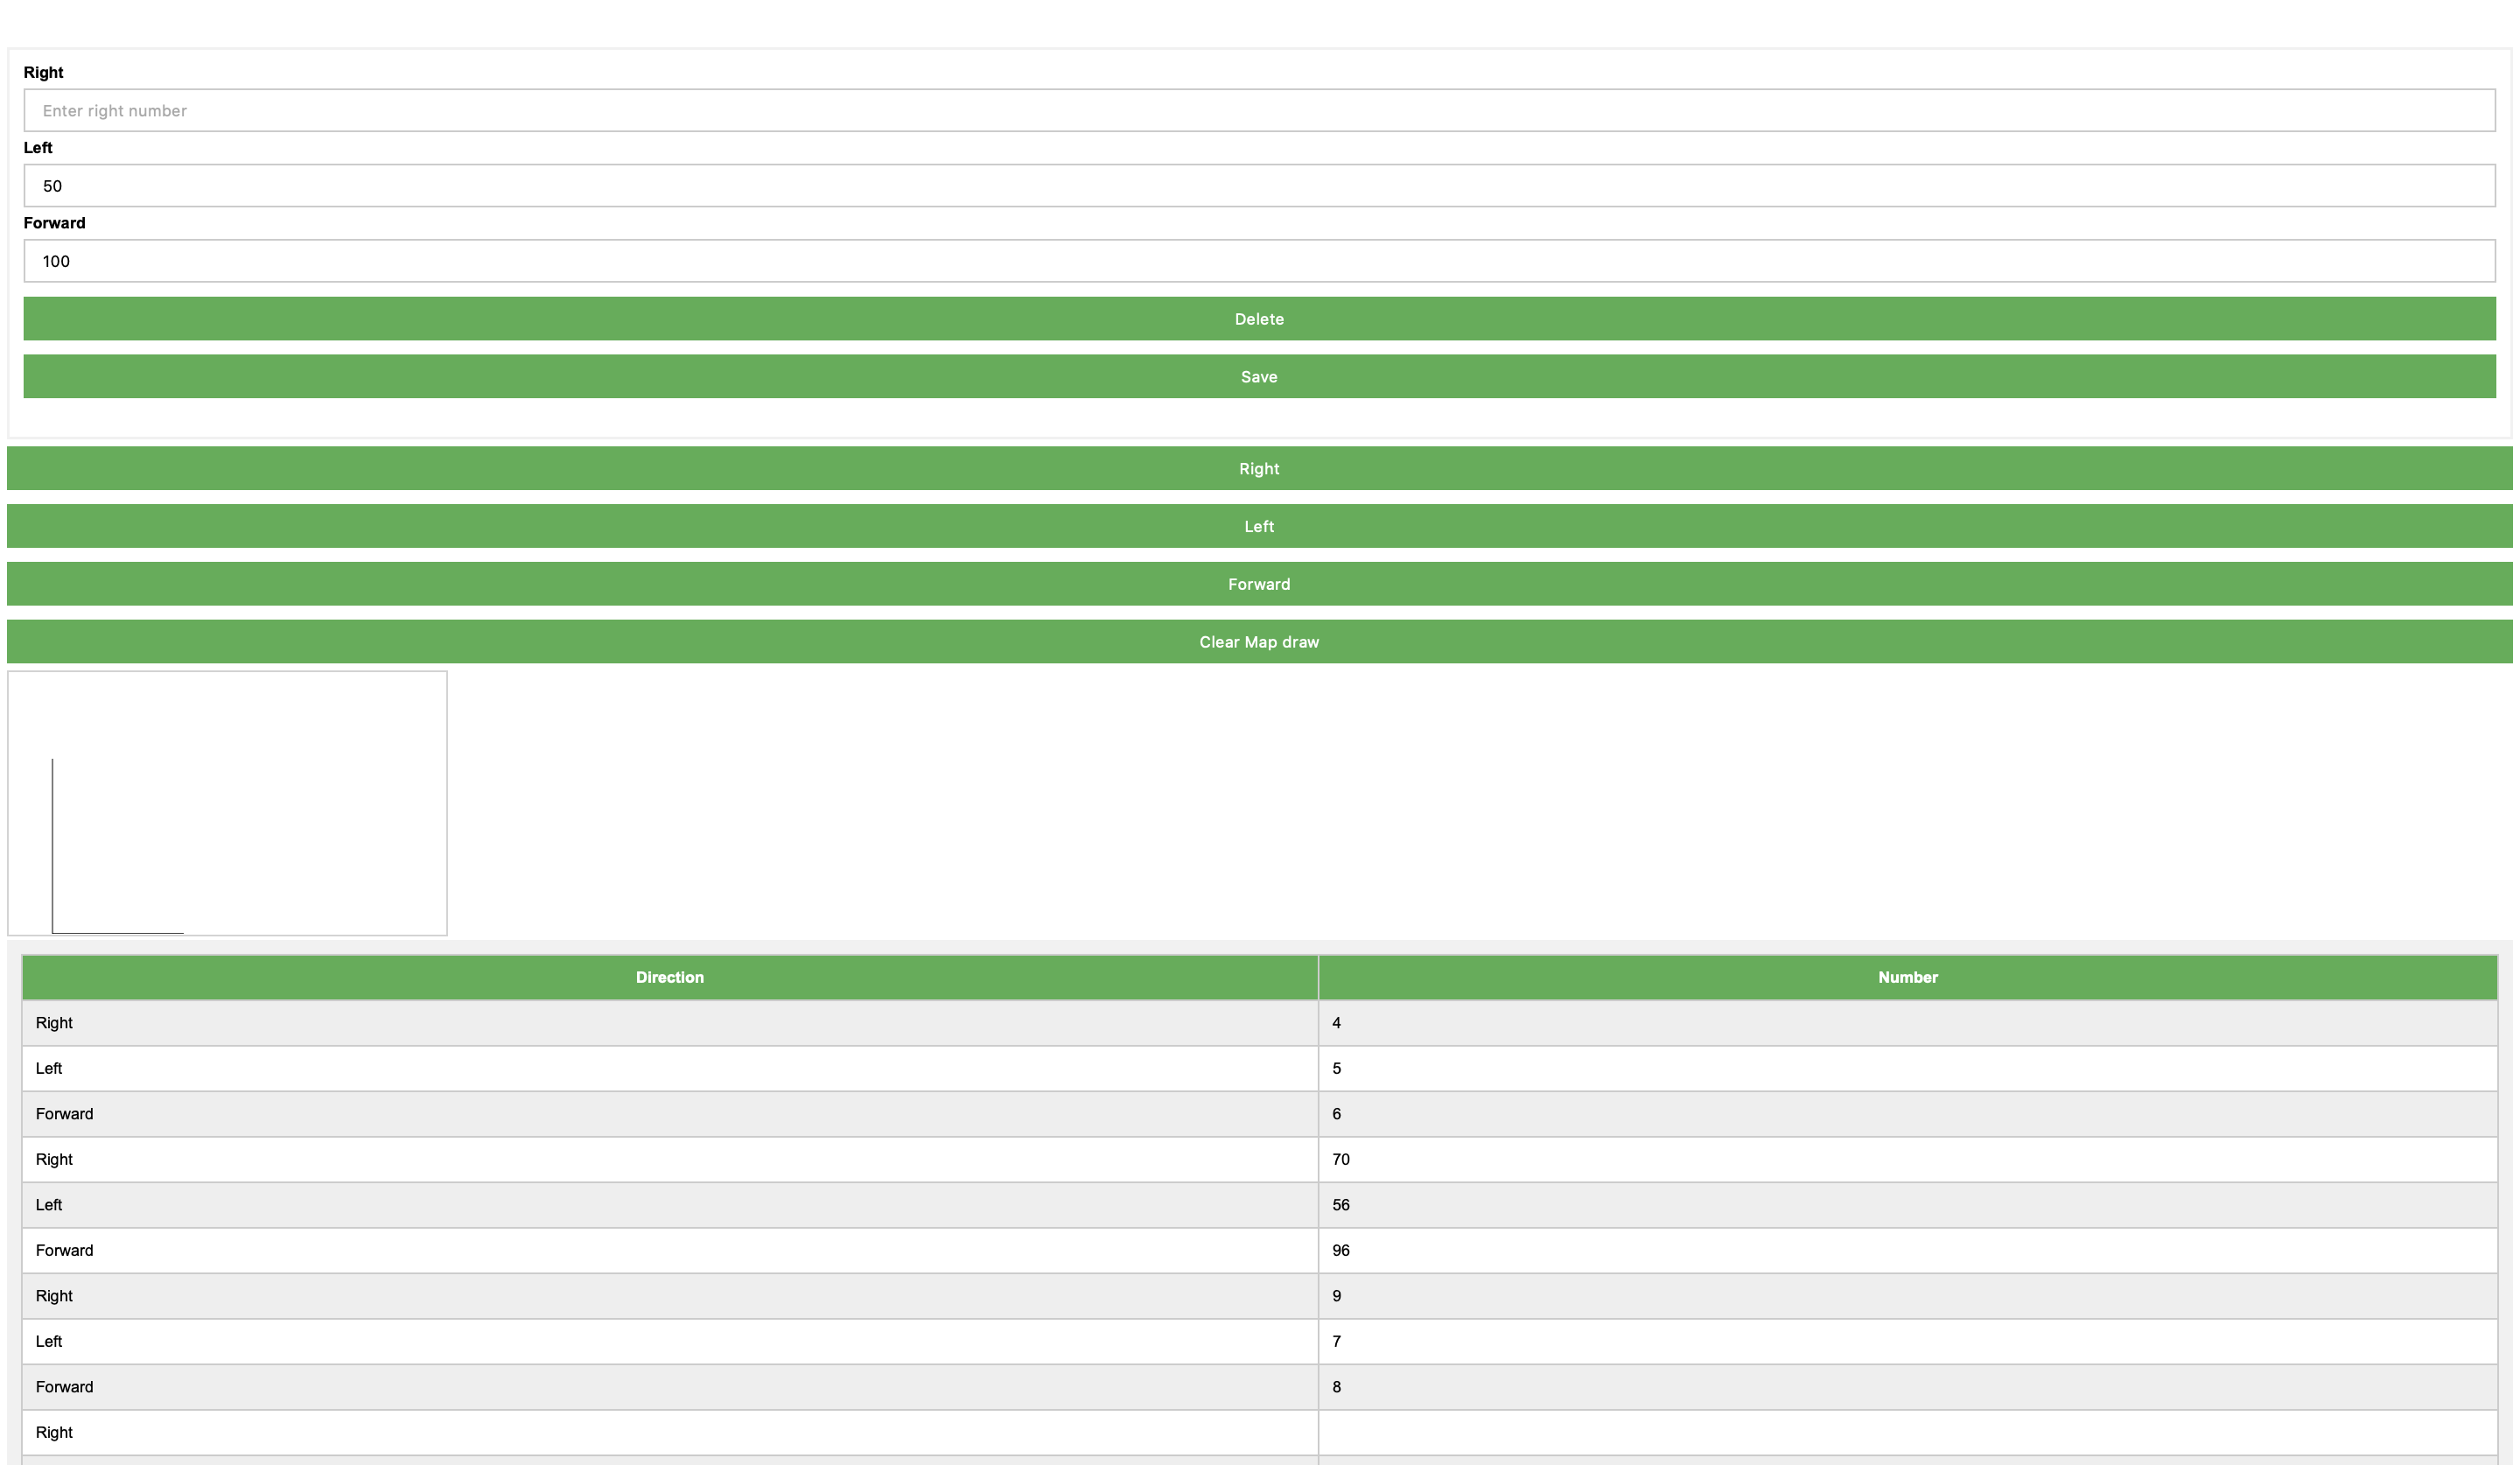 Right
Enter right number
Left
50
Forward
100
Delete
Save
Right
Left
Forward
Clear Map draw
Direction Number
Right 4
Left 5
Forward 6
Right 70
Left 56
Forward 96
Right 9
Left 7
Forward 8
Right